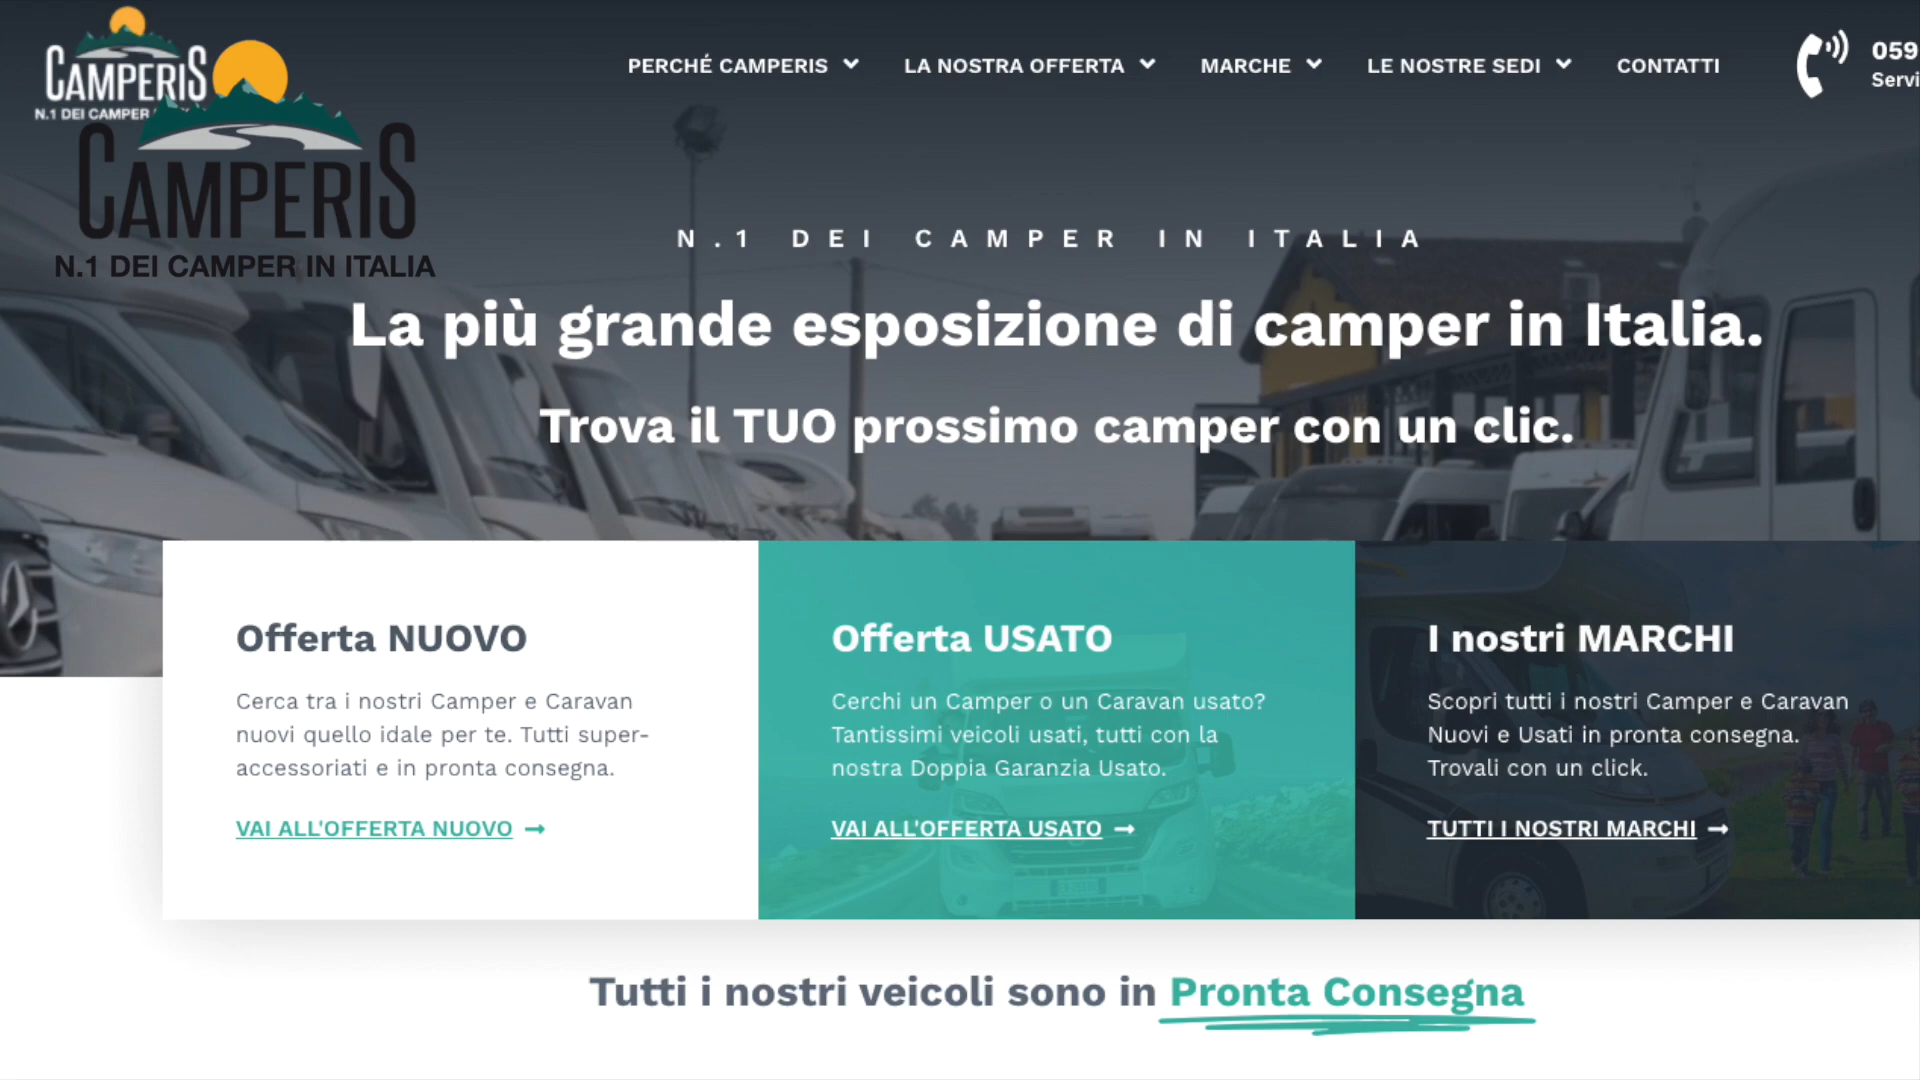 CAMPERIS
N.1 DEI CAMPER
PERCHÉ CAMPERIS
LA NOSTRA OFFERTA
MARCHE
LE NOSTRE SEDI
CONTATTI
059
Servi
CAMPERIS
N.1 DEI CAMPER IN ITALIA
N.1 DEI CAMPER IN ITALIA
La più grande esposizione di camper in Italia.
Trova il TUO prossimo camper con un clic.
Offerta NUOVO
Cerca tra i nostri Camper e Caravan
nuovi quello idale per te. Tutti super-
accessoriati e in pronta consegna.
VAI ALL'OFFERTA NUOVO
Offerta USATO
Cerchi un Camper o un Caravan usato?
Tantissimi veicoli usati, tutti con la
nostra Doppia Garanzia Usato.
VAI ALL'OFFERTA USATO
I nostri MARCHI
Scopri tutti i nostri Camper e Caravan
Nuovi e Usati in pronta consegna.
Trovali con un click.
TUTTI I NOSTRI MARCHI
Tutti i nostri veicoli sono in Pronta Consegna